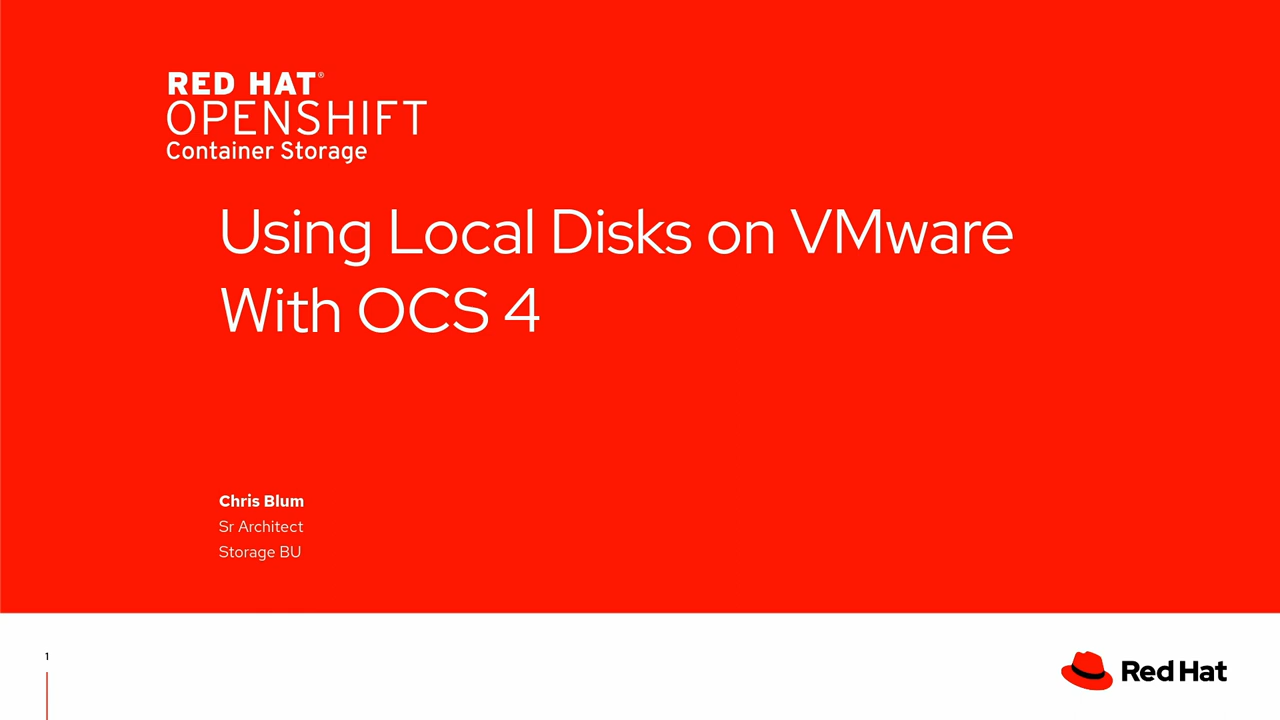 RED HAT®
OPENSHIFT
Container Storage
Using Local Disks on VMware
With OCS 4
Chris Blum
Sr Architect
Storage BU
1
Red Hat